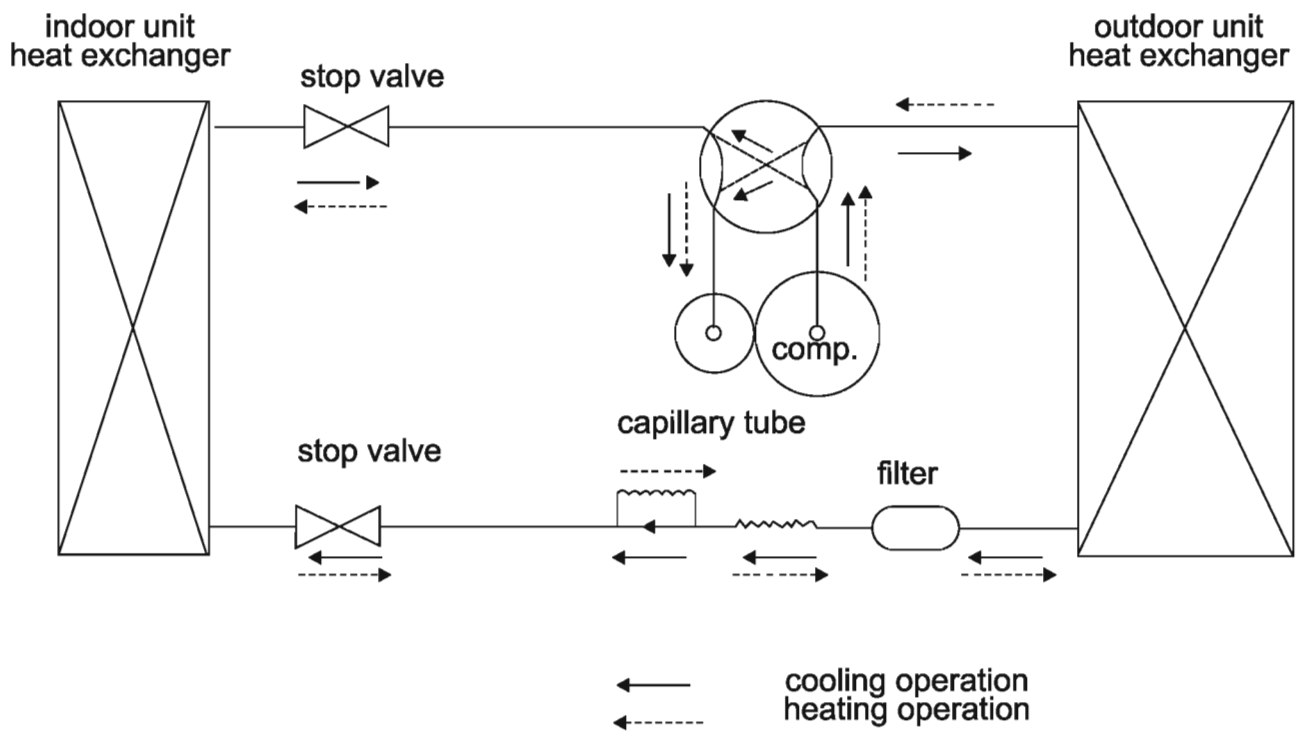 indoor unit
heat exchanger
outdoor unit
heat exchanger
stop valve
comp.
capillary tube
stop valve
filter
cooling operation
heating operation